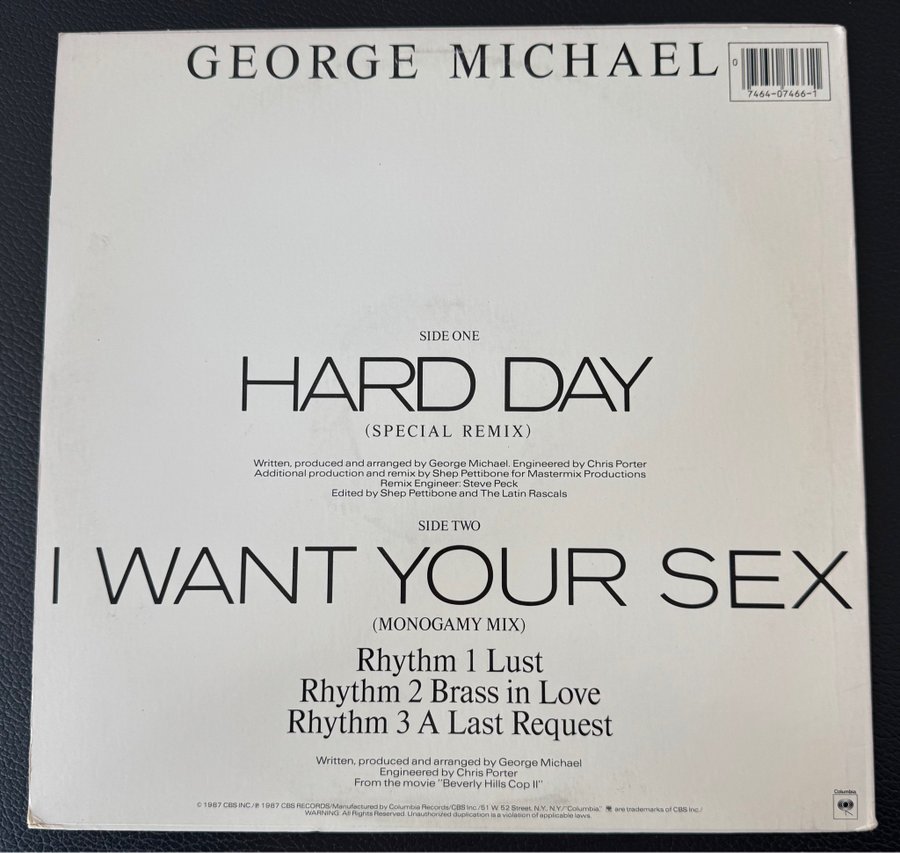 GEORGE MICHAEL
0
7464-07466-1
SIDE ONE
HARD DAY
(SPECIAL REMIX)
Written, produced and arranged by George Michael. Engineered by Chris Porter
Additional production and remix by Shep Pettibone for Mastermix Productions
Remix Engineer: Steve Peck
Edited by Shep Pettibone and The Latin Rascals
SIDE TWO
I WANT YOUR SEX
(MONOGAMY MIX)
Rhythm 1 Lust
Rhythm 2 Brass in Love
Rhythm 3 A Last Request
Written, produced and arranged by George Michael
Engineered by Chris Porter
From the movie "Beverly Hills Cop II"
Columbia
© 1987 CBS INC./℗ 1987 CBS RECORDS/Manufactured by Columbia Records/CBS Inc./51 W. 52 Street, N.Y., N.Y./"Columbia," are trademarks of CBS Inc./
WARNING: All Rights Reserved. Unauthorized duplication is a violation of applicable laws.